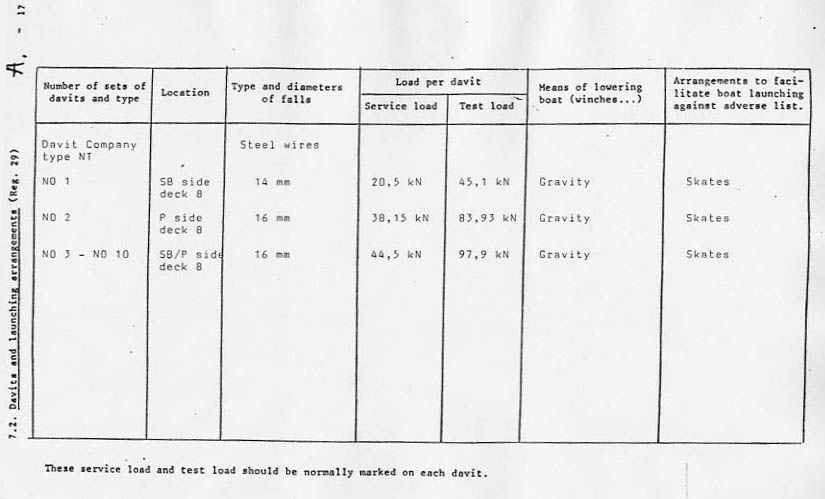 A. - 17
7.2. Davits and launching arrangements (Reg. 29)
Number of sets of
davits and type
Location
Type and diameters
of falls
Load per davit
Service load
Test load
Means of lowering
boat (winches...)
Arrangements to faci-
litate boat launching
against adverse list.
Davit Company
type NT
Steel wires
NO 1 SB side 14 mm 20,5 kN 45,1 kN Gravity Skates
deck 8
NO 2 P side 16 mm 38,15 kN 83,93 kN Gravity Skates
deck 8
NO 3 - NO 10 SB/P side 16 mm 44,5 kN 97,9 kN Gravity Skates
deck 8
These service load and test load should be normally marked on each davit.